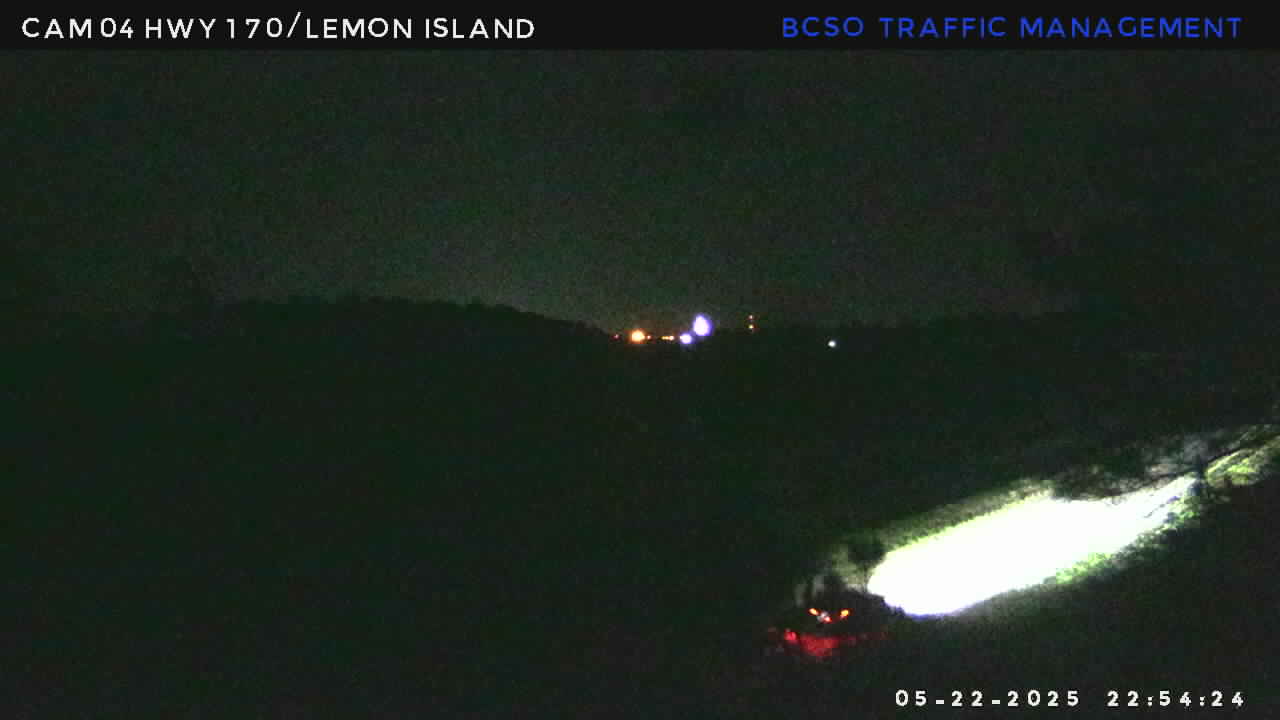 CAM04 HWY 170/LEMON ISLAND
BCSO TRAFFIC MANAGEMENT
05-22-2025 22:54:24